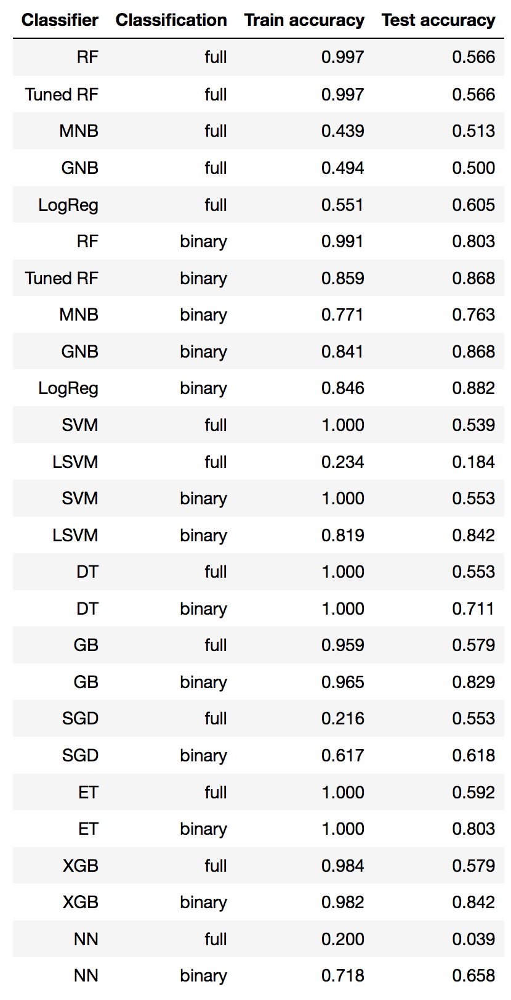 Classifier Classification Train accuracy Test accuracy
RF full 0.997 0.566
Tuned RF full 0.997 0.566
MNB full 0.439 0.513
GNB full 0.494 0.500
LogReg full 0.551 0.605
RF binary 0.991 0.803
Tuned RF binary 0.859 0.868
MNB binary 0.771 0.763
GNB binary 0.841 0.868
LogReg binary 0.846 0.882
SVM full 1.000 0.539
LSVM full 0.234 0.184
SVM binary 1.000 0.553
LSVM binary 0.819 0.842
DT full 1.000 0.553
DT binary 1.000 0.711
GB full 0.959 0.579
GB binary 0.965 0.829
SGD full 0.216 0.553
SGD binary 0.617 0.618
ET full 1.000 0.592
ET binary 1.000 0.803
XGB full 0.984 0.579
XGB binary 0.982 0.842
NN full 0.200 0.039
NN binary 0.718 0.658